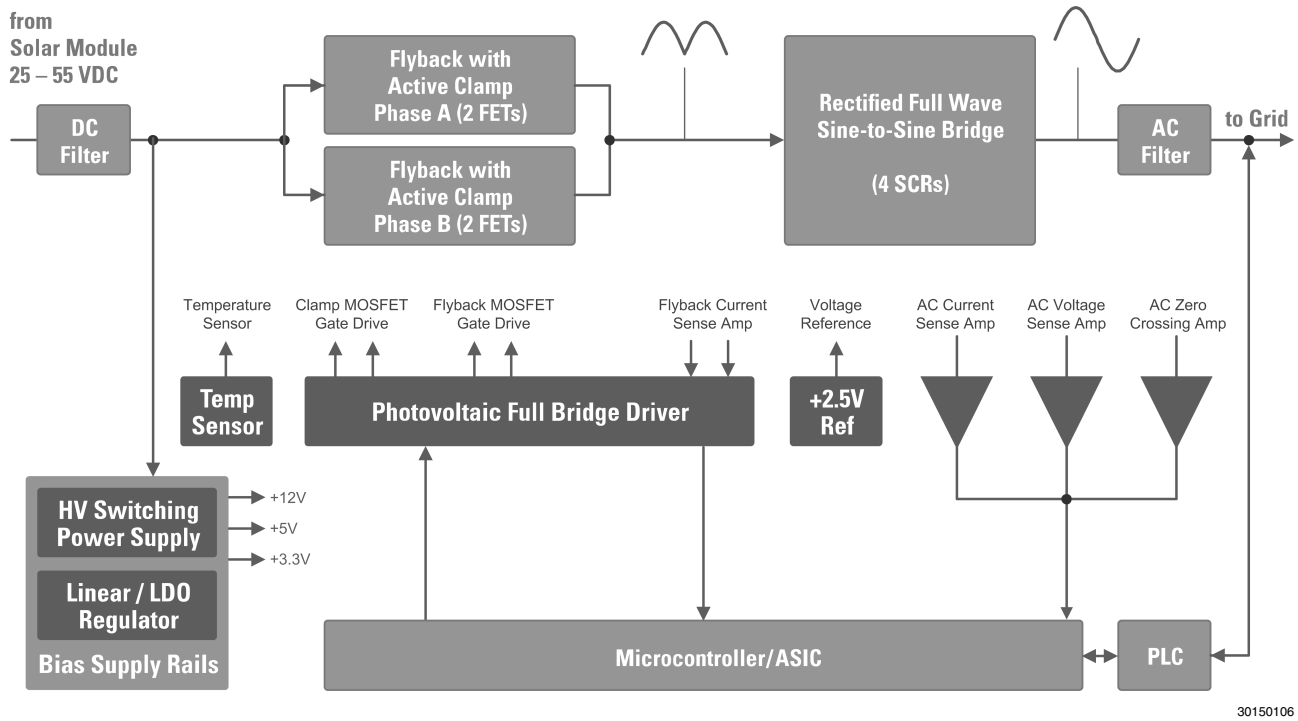 from
Solar Module
25 – 55 VDC
DC
Filter
Flyback with
Active Clamp
Phase A (2 FETs)
Flyback with
Active Clamp
Phase B (2 FETs)
Rectified Full Wave
Sine-to-Sine Bridge
(4 SCRs)
AC
Filter
to Grid
Temperature
Sensor
Clamp MOSFET
Gate Drive
Flyback MOSFET
Gate Drive
Flyback Current
Sense Amp
Voltage
Reference
AC Current
Sense Amp
AC Voltage
Sense Amp
AC Zero
Crossing Amp
Temp
Sensor
Photovoltaic Full Bridge Driver
+2.5V
Ref
HV Switching
Power Supply
+12V
+5V
+3.3V
Linear / LDO
Regulator
Bias Supply Rails
Microcontroller/ASIC
PLC
30150106